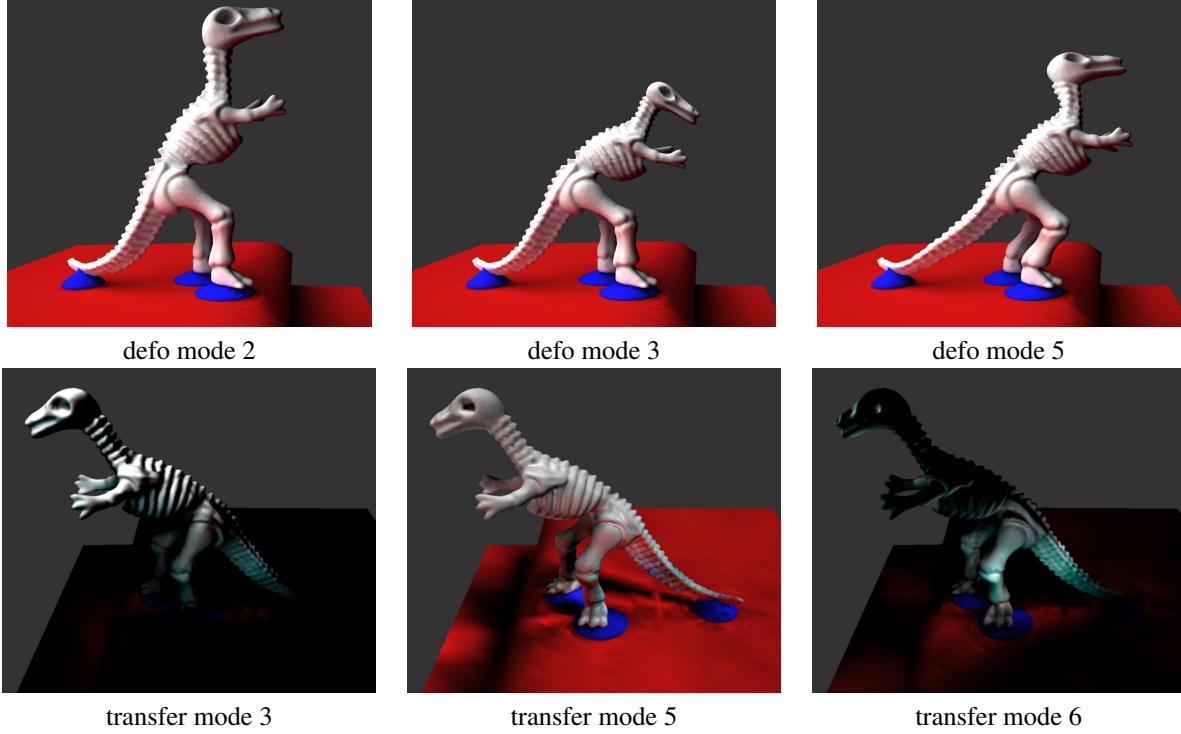 defo mode 2
defo mode 3
defo mode 5
transfer mode 3
transfer mode 5
transfer mode 6